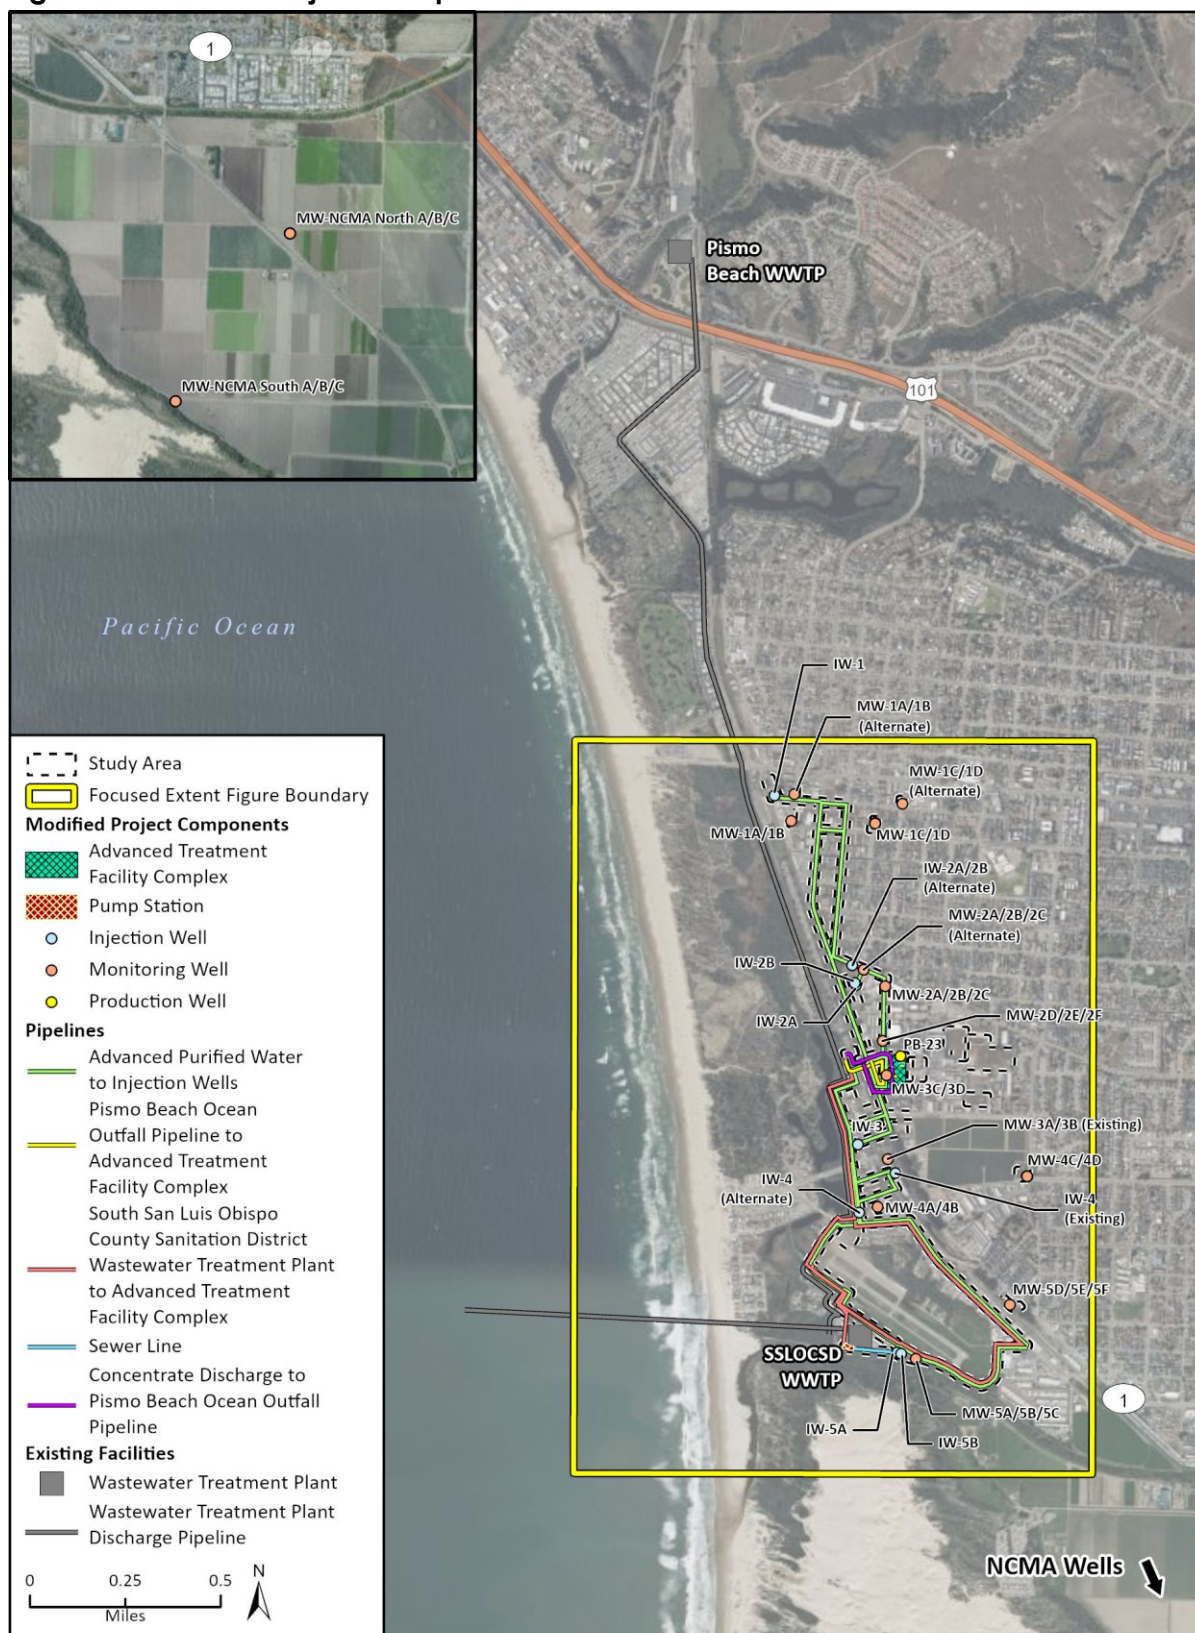 1
1
MW-NCMA North A/B/C
MW-NCMA South A/B/C
Pismo
Beach WWTP
101
Pacific Ocean
IW-1
MW-1A/1B
(Alternate)
MW-1C/1D
(Alternate)
MW-1A/1B
MW-1C/1D
IW-2A/2B
(Alternate)
MW-2A/2B/2C
(Alternate)
IW-2B
MW-2A/2B/2C
IW-2A
MW-2D/2E/2F
PB-23
MW-3C/3D
IW-3
MW-3A/3B (Existing)
MW-4C/4D
IW-4
(Alternate)
IW-4
(Existing)
MW-4A/4B
MW-5D/5E/5F
SSLOCSD
WWTP
MW-5A/5B/5C
IW-5A
IW-5B
1
NCMA Wells
Study Area
Focused Extent Figure Boundary
Modified Project Components
Advanced Treatment
Facility Complex
Pump Station
Injection Well
Monitoring Well
Production Well
Pipelines
Advanced Purified Water
to Injection Wells
Pismo Beach Ocean
Outfall Pipeline to
Advanced Treatment
Facility Complex
South San Luis Obispo
County Sanitation District
Wastewater Treatment Plant
to Advanced Treatment
Facility Complex
Sewer Line
Concentrate Discharge to
Pismo Beach Ocean Outfall
Pipeline
Existing Facilities
Wastewater Treatment Plant
Wastewater Treatment Plant
Discharge Pipeline
0 0.25 0.5
Miles
N